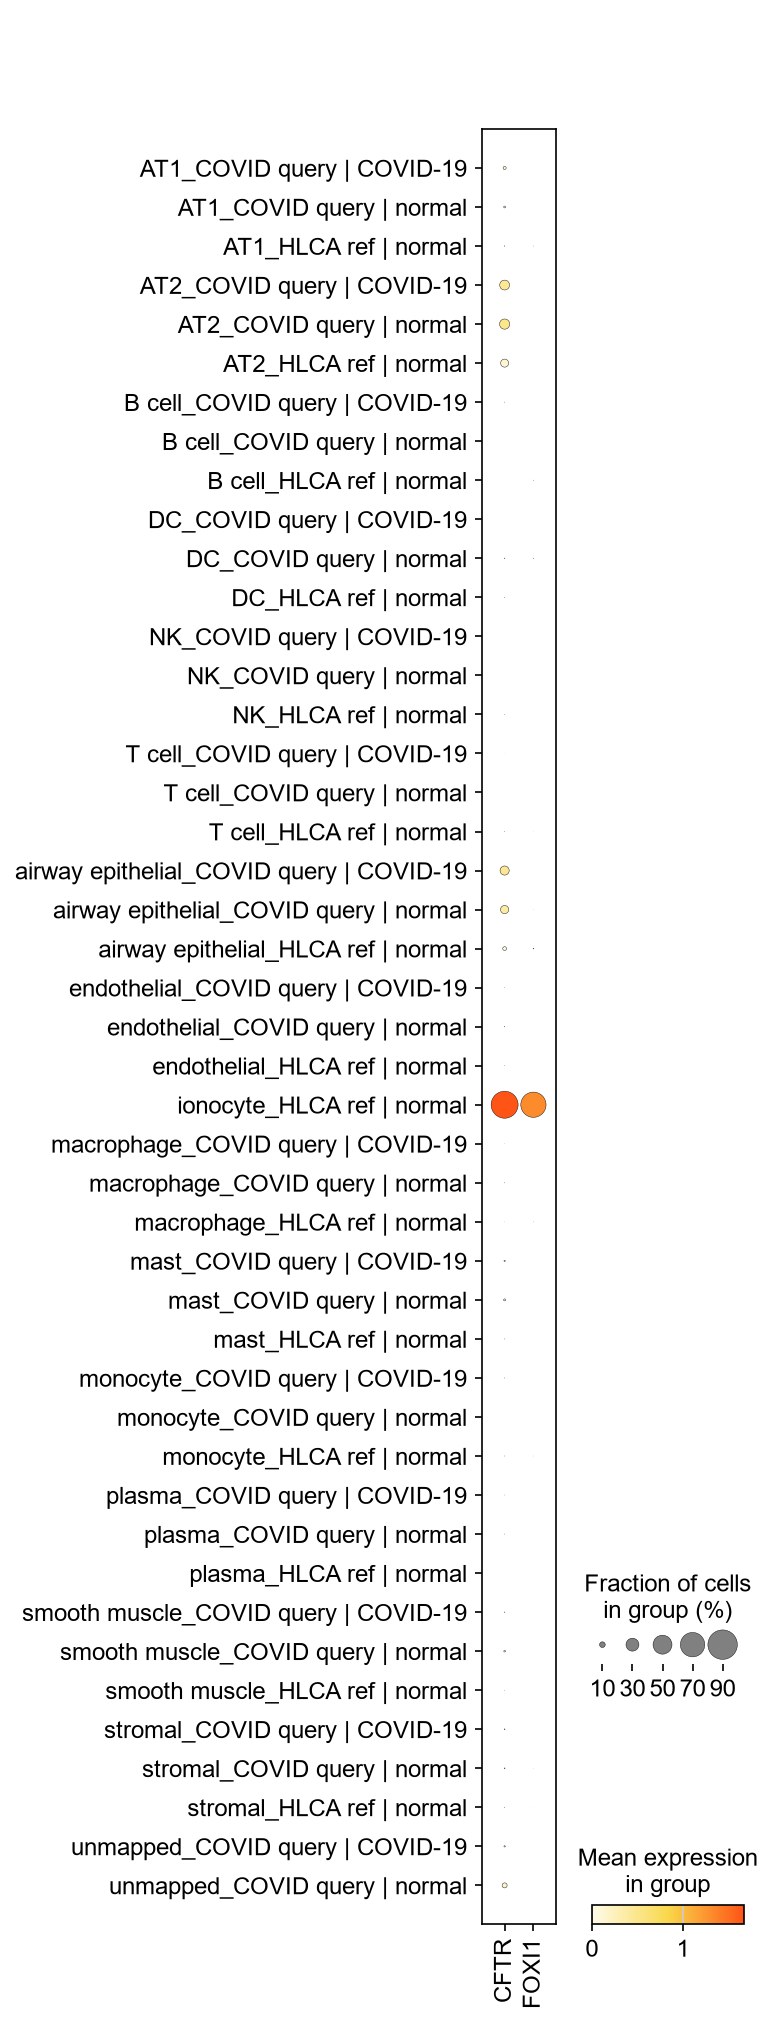 AT1_COVID query | COVID-19
AT1_COVID query | normal
AT1_HLCA ref | normal
AT2_COVID query | COVID-19
AT2_COVID query | normal
AT2_HLCA ref | normal
B cell_COVID query | COVID-19
B cell_COVID query | normal
B cell_HLCA ref | normal
DC_COVID query | COVID-19
DC_COVID query | normal
DC_HLCA ref | normal
NK_COVID query | COVID-19
NK_COVID query | normal
NK_HLCA ref | normal
T cell_COVID query | COVID-19
T cell_COVID query | normal
T cell_HLCA ref | normal
airway epithelial_COVID query | COVID-19
airway epithelial_COVID query | normal
airway epithelial_HLCA ref | normal
endothelial_COVID query | COVID-19
endothelial_COVID query | normal
endothelial_HLCA ref | normal
ionocyte_HLCA ref | normal
macrophage_COVID query | COVID-19
macrophage_COVID query | normal
macrophage_HLCA ref | normal
mast_COVID query | COVID-19
mast_COVID query | normal
mast_HLCA ref | normal
monocyte_COVID query | COVID-19
monocyte_COVID query | normal
monocyte_HLCA ref | normal
plasma_COVID query | COVID-19
plasma_COVID query | normal
plasma_HLCA ref | normal
smooth muscle_COVID query | COVID-19
smooth muscle_COVID query | normal
smooth muscle_HLCA ref | normal
stromal_COVID query | COVID-19
stromal_COVID query | normal
stromal_HLCA ref | normal
unmapped_COVID query | COVID-19
unmapped_COVID query | normal
CFTR
FOXI1
Fraction of cells
in group (%)
10 30 50 70 90
Mean expression
in group
0 1